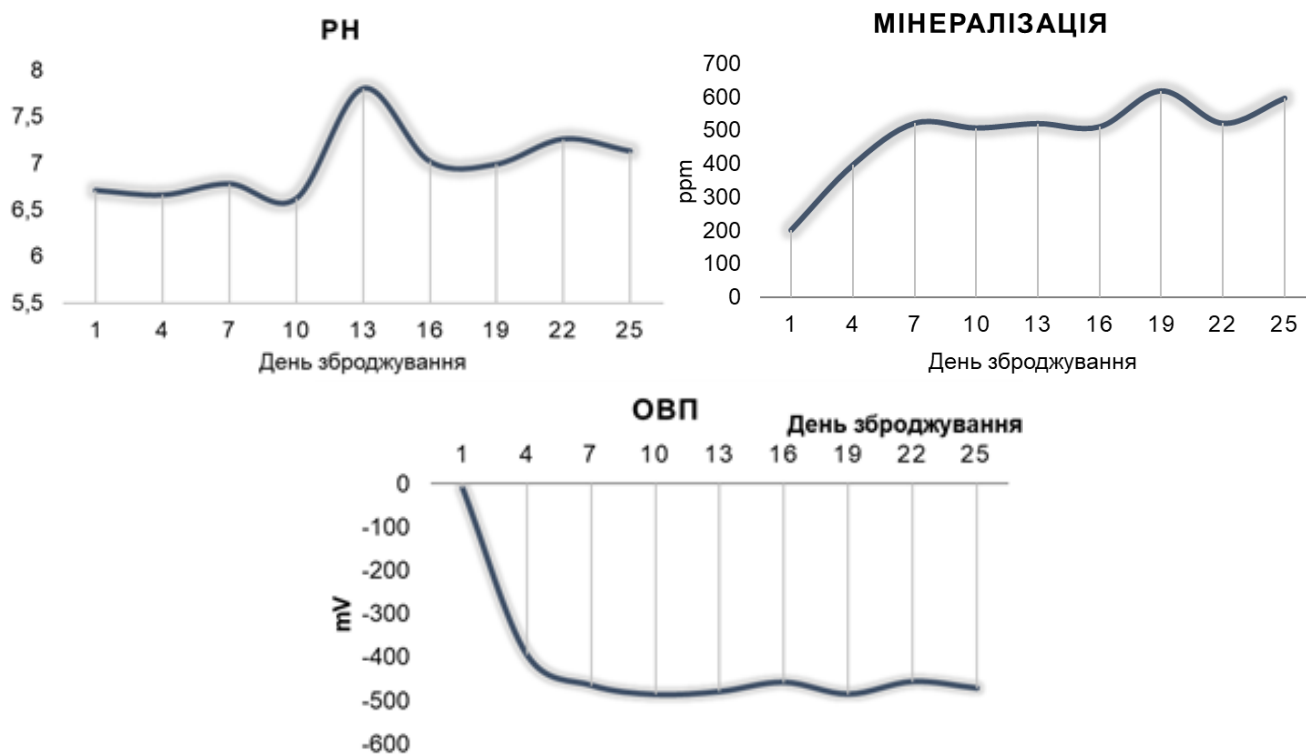 PH
8
7,5
7
6,5
6
5,5
1 4 7 10 13 16 19 22 25
День зброджування
МІНЕРАЛІЗАЦІЯ
700
600
500
400
300
200
100
0
ppm
1 4 7 10 13 16 19 22 25
День зброджування
ОВП
День зброджування
1 4 7 10 13 16 19 22 25
0
-100
-200
-300
-400
-500
-600
mV